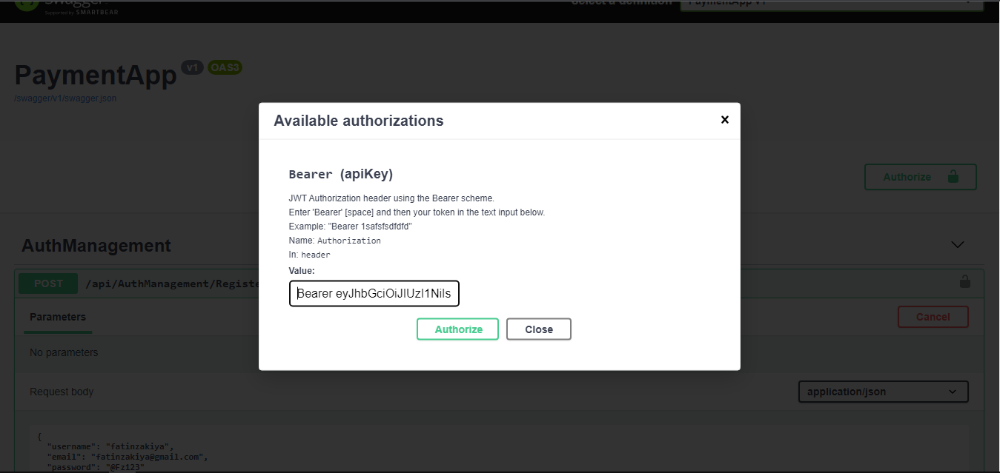 Supported by SMARTBEAR
Select a definition
PaymentApp V1
PaymentApp v1 OAS3
/swagger/v1/swagger.json
Available authorizations
Bearer (apiKey)
JWT Authorization header using the Bearer scheme.
Enter 'Bearer' [space] and then your token in the text input below.
Example: "Bearer 1safsfsdfdfd"
Name: Authorization
In: header
Value:
Bearer eyJhbGciOiJIUzI1NiIs
Authorize
Close
Authorize
AuthManagement
POST /api/AuthManagement/Registe
Parameters
Cancel
No parameters
Request body
application/json
{
"username": "fatinzakiya",
"email": "fatinzakiya@gmail.com",
"password": "@Fz123"